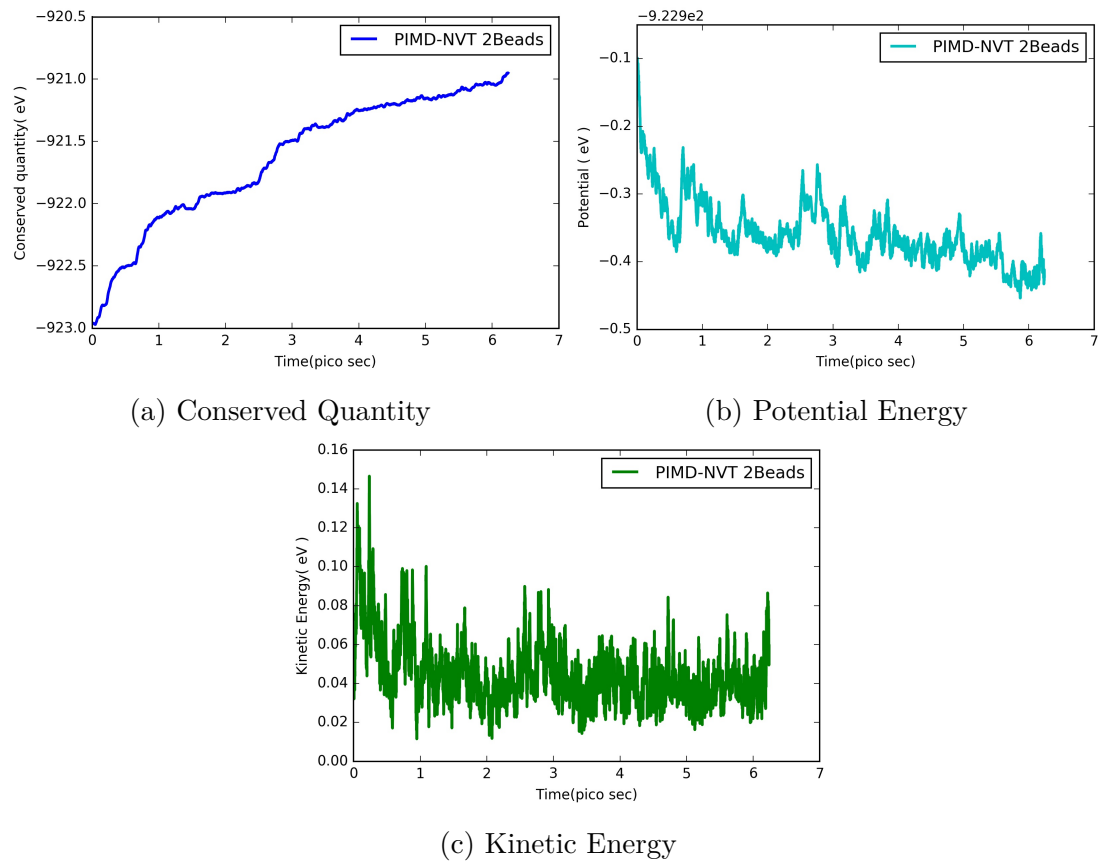 −920.5
−921.0
−921.5
−922.0
−922.5
−923.0
Conserved quantity( eV )
PIMD-NVT 2Beads
0 1 2 3 4 5 6 7
Time(pico sec)
(a) Conserved Quantity
−9.229e2
−0.1
−0.2
−0.3
−0.4
−0.5
Potential ( eV )
PIMD-NVT 2Beads
0 1 2 3 4 5 6 7
Time(pico sec)
(b) Potential Energy
0.16
0.14
0.12
0.10
0.08
0.06
0.04
0.02
0.00
Kinetic Energy( eV )
PIMD-NVT 2Beads
0 1 2 3 4 5 6 7
Time(pico sec)
(c) Kinetic Energy